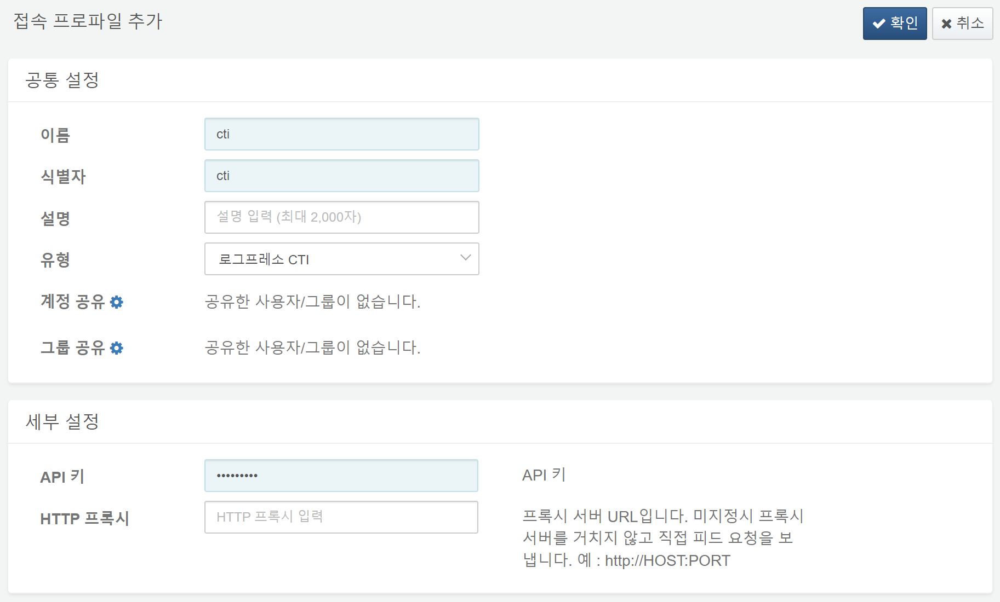 접속 프로파일 추가
확인 취소
공통 설정
이름 cti
식별자 cti
설명 설명 입력 (최대 2,000자)
유형 로그프레소 CTI
계정 공유 공유한 사용자/그룹이 없습니다.
그룹 공유 공유한 사용자/그룹이 없습니다.
세부 설정
API 키 ••••••••• API 키
HTTP 프록시 HTTP 프록시 입력 프록시 서버 URL입니다. 미지정시 프록시
서버를 거치지 않고 직접 피드 요청을 보
냅니다. 예 : http://HOST:PORT